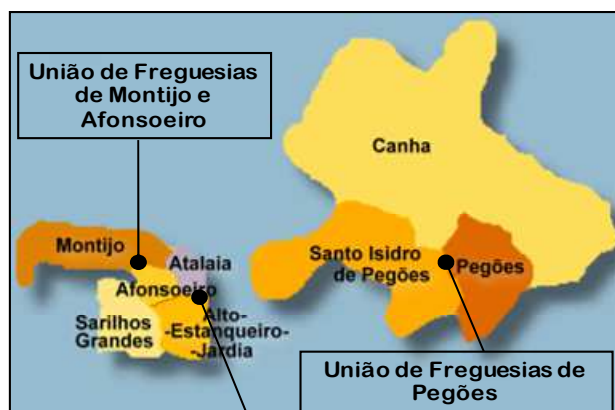 União de Freguesias
de Montijo e
Afonsoeiro
Canha
Montijo
Atalaia
Santo Isidro
de Pegões
Pegões
Afonsoeiro
Sarilhos
Grandes
Alto-
-Estanqueiro-
-Jardia
União de Freguesias de
Pegões